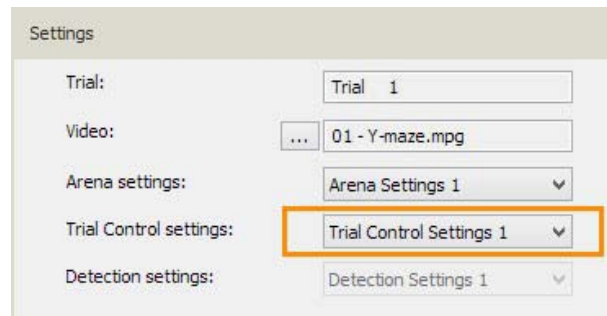 Settings
Trial: Trial 1
Video: ... 01 - Y-maze.mpg
Arena settings: Arena Settings 1
Trial Control settings: Trial Control Settings 1
Detection settings: Detection Settings 1